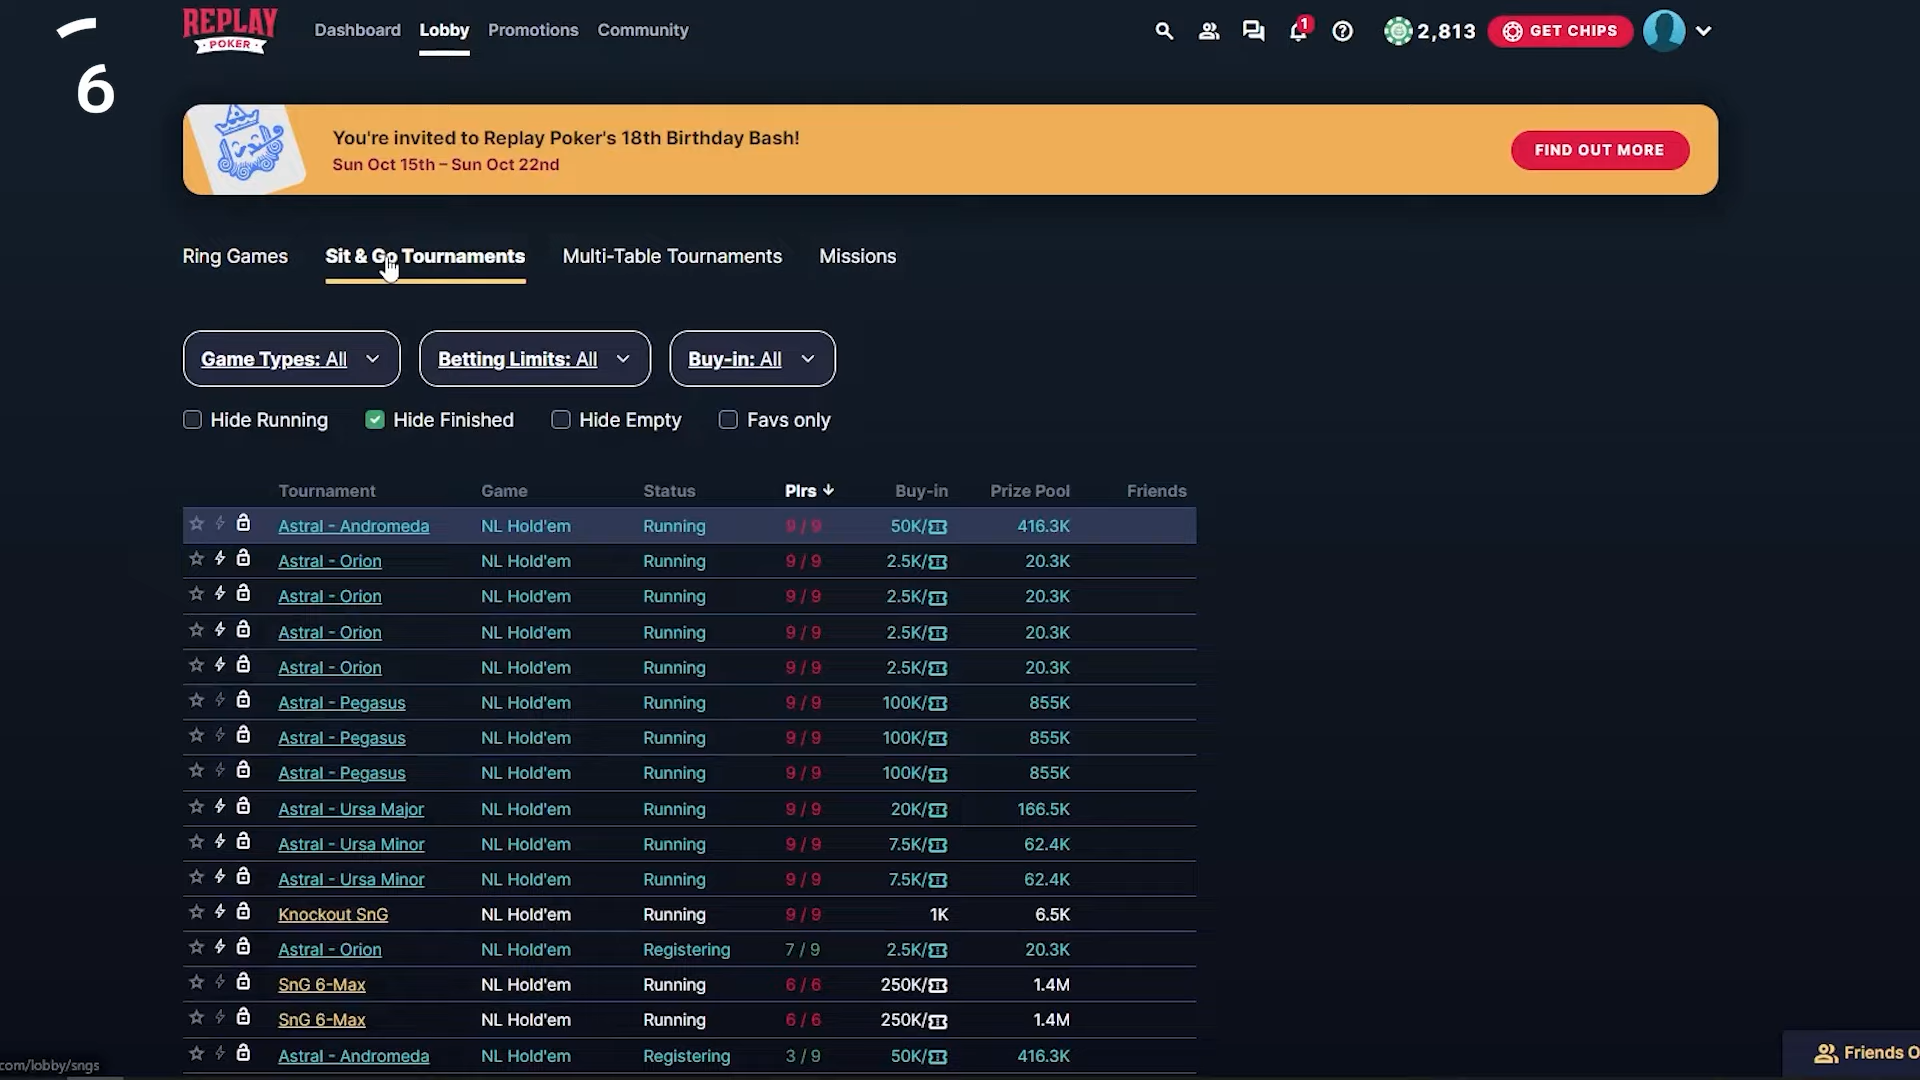 REPLAY
POKER
Dashboard Lobby Promotions Community
1
2,813
GET CHIPS
6
You're invited to Replay Poker's 18th Birthday Bash!
Sun Oct 15th – Sun Oct 22nd
FIND OUT MORE
Ring Games Sit & Go Tournaments Multi-Table Tournaments Missions
Game Types: All Betting Limits: All Buy-in: All
Hide Running Hide Finished Hide Empty Favs only
Tournament Game Status Plrs Buy-in Prize Pool Friends
Astral - Andromeda NL Hold'em Running 9 / 9 50K/ 416.3K
Astral - Orion NL Hold'em Running 9 / 9 2.5K/ 20.3K
Astral - Orion NL Hold'em Running 9 / 9 2.5K/ 20.3K
Astral - Orion NL Hold'em Running 9 / 9 2.5K/ 20.3K
Astral - Orion NL Hold'em Running 9 / 9 2.5K/ 20.3K
Astral - Pegasus NL Hold'em Running 9 / 9 100K/ 855K
Astral - Pegasus NL Hold'em Running 9 / 9 100K/ 855K
Astral - Pegasus NL Hold'em Running 9 / 9 100K/ 855K
Astral - Ursa Major NL Hold'em Running 9 / 9 20K/ 166.5K
Astral - Ursa Minor NL Hold'em Running 9 / 9 7.5K/ 62.4K
Astral - Ursa Minor NL Hold'em Running 9 / 9 7.5K/ 62.4K
Knockout SnG NL Hold'em Running 9 / 9 1K 6.5K
Astral - Orion NL Hold'em Registering 7 / 9 2.5K/ 20.3K
SnG 6-Max NL Hold'em Running 6 / 6 250K/ 1.4M
SnG 6-Max NL Hold'em Running 6 / 6 250K/ 1.4M
Astral - Andromeda NL Hold'em Registering 3 / 9 50K/ 416.3K
Friends O
com/lobby/sngs